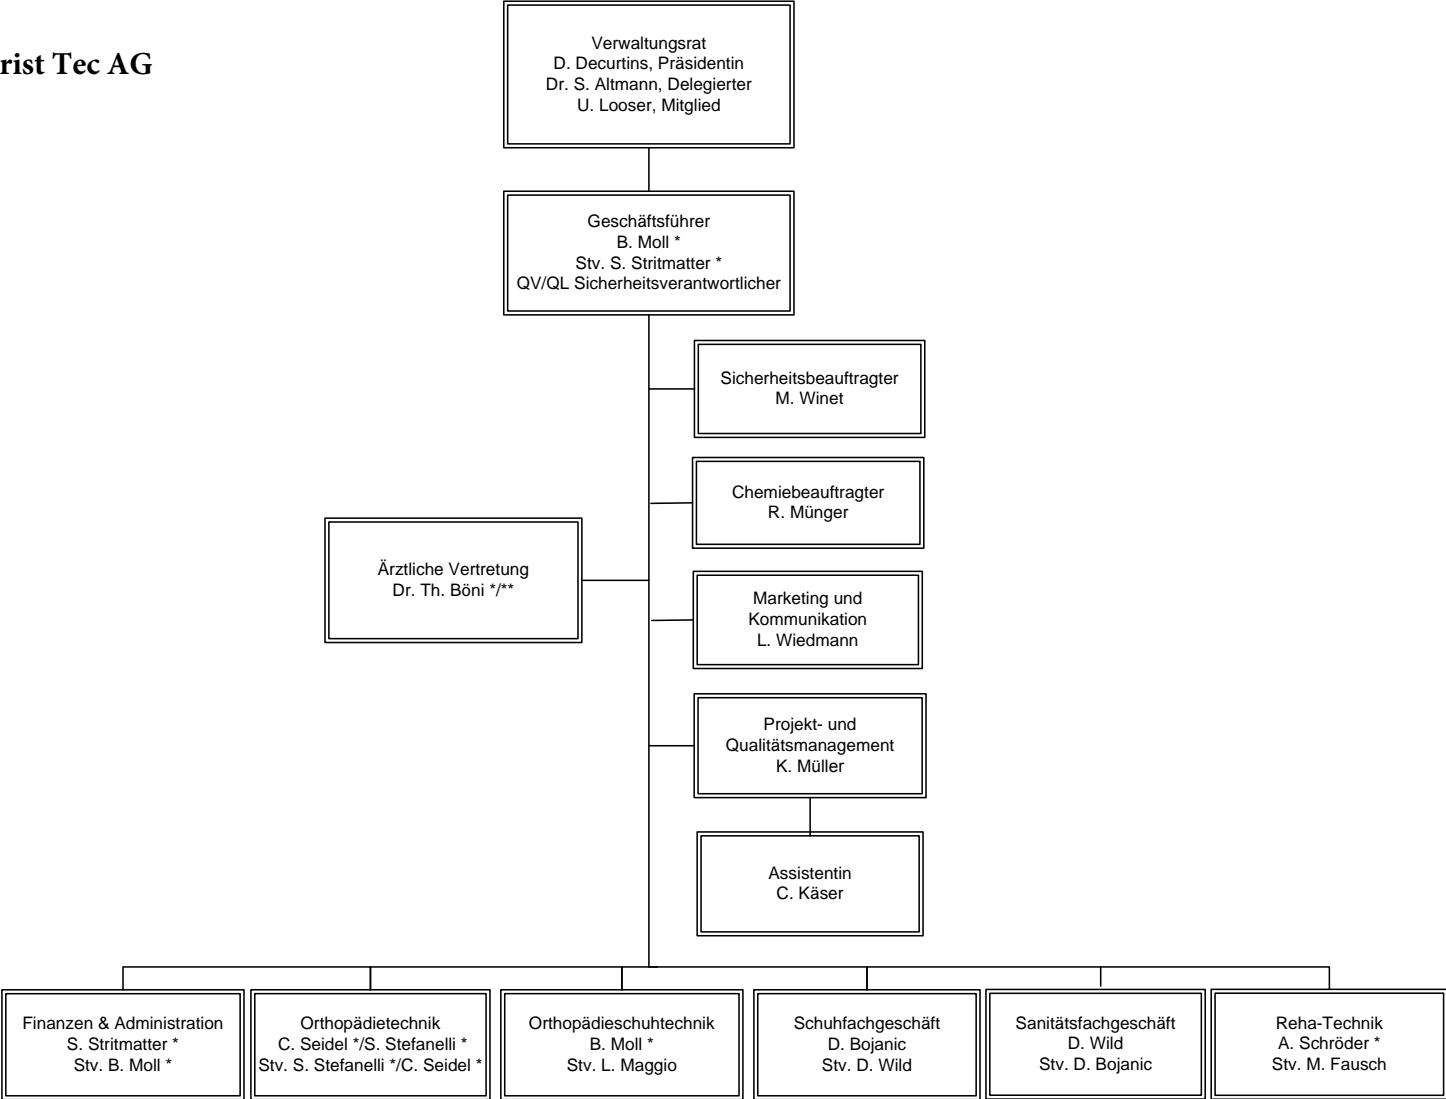 rist Tec AG
Verwaltungsrat
D. Decurtins, Präsidentin
Dr. S. Altmann, Delegierter
U. Looser, Mitglied
Geschäftsführer
B. Moll *
Stv. S. Stritmatter *
QV/QL Sicherheitsverantwortlicher
Sicherheitsbeauftragter
M. Winet
Chemiebeauftragter
R. Münger
Ärztliche Vertretung
Dr. Th. Böni */**
Marketing und
Kommunikation
L. Wiedmann
Projekt- und
Qualitätsmanagement
K. Müller
Assistentin
C. Käser
Finanzen & Administration
S. Stritmatter *
Stv. B. Moll *
Orthopädietechnik
C. Seidel */S. Stefanelli *
Stv. S. Stefanelli */C. Seidel *
Orthopädieschuhtechnik
B. Moll *
Stv. L. Maggio
Schuhfachgeschäft
D. Bojanic
Stv. D. Wild
Sanitätsfachgeschäft
D. Wild
Stv. D. Bojanic
Reha-Technik
A. Schröder *
Stv. M. Fausch